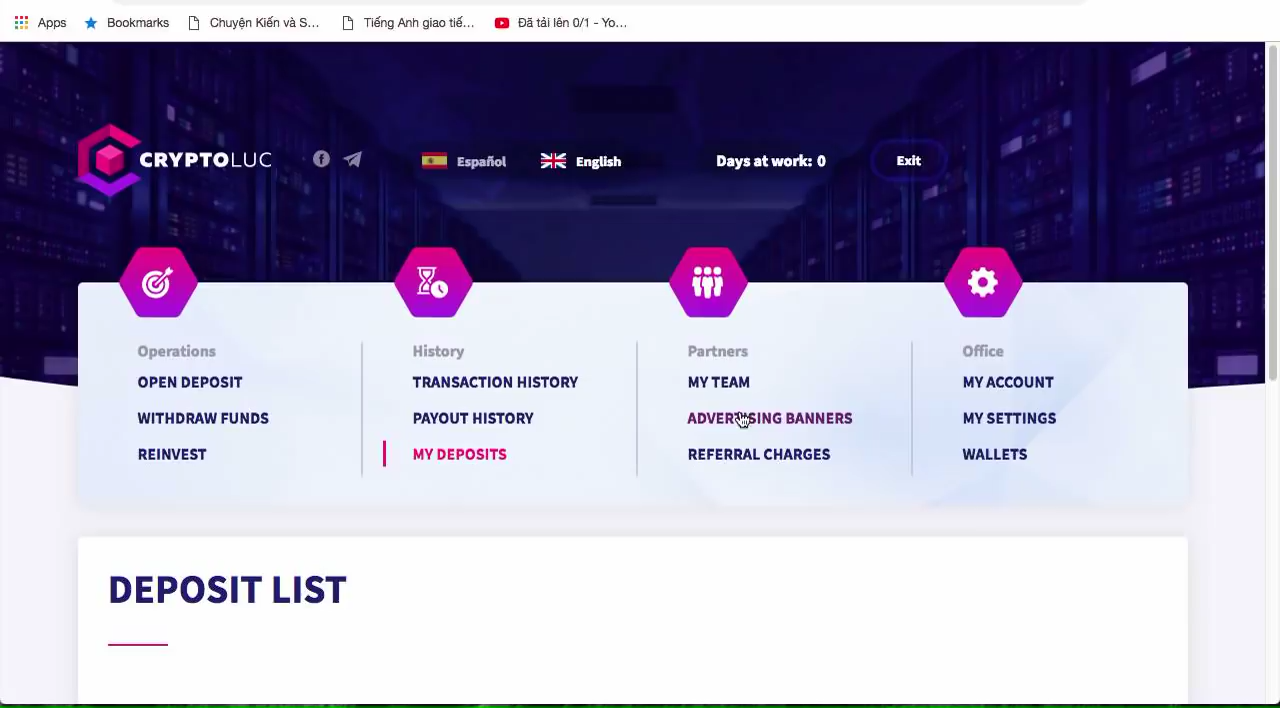 Apps Bookmarks Chuyện Kiến và S... Tiếng Anh giao tiế... Đã tải lên 0/1 - Yo...
CRYPTOLUC Español English Days at work: 0 Exit
Operations
OPEN DEPOSIT
WITHDRAW FUNDS
REINVEST
History
TRANSACTION HISTORY
PAYOUT HISTORY
MY DEPOSITS
Partners
MY TEAM
ADVERTISING BANNERS
REFERRAL CHARGES
Office
MY ACCOUNT
MY SETTINGS
WALLETS
DEPOSIT LIST